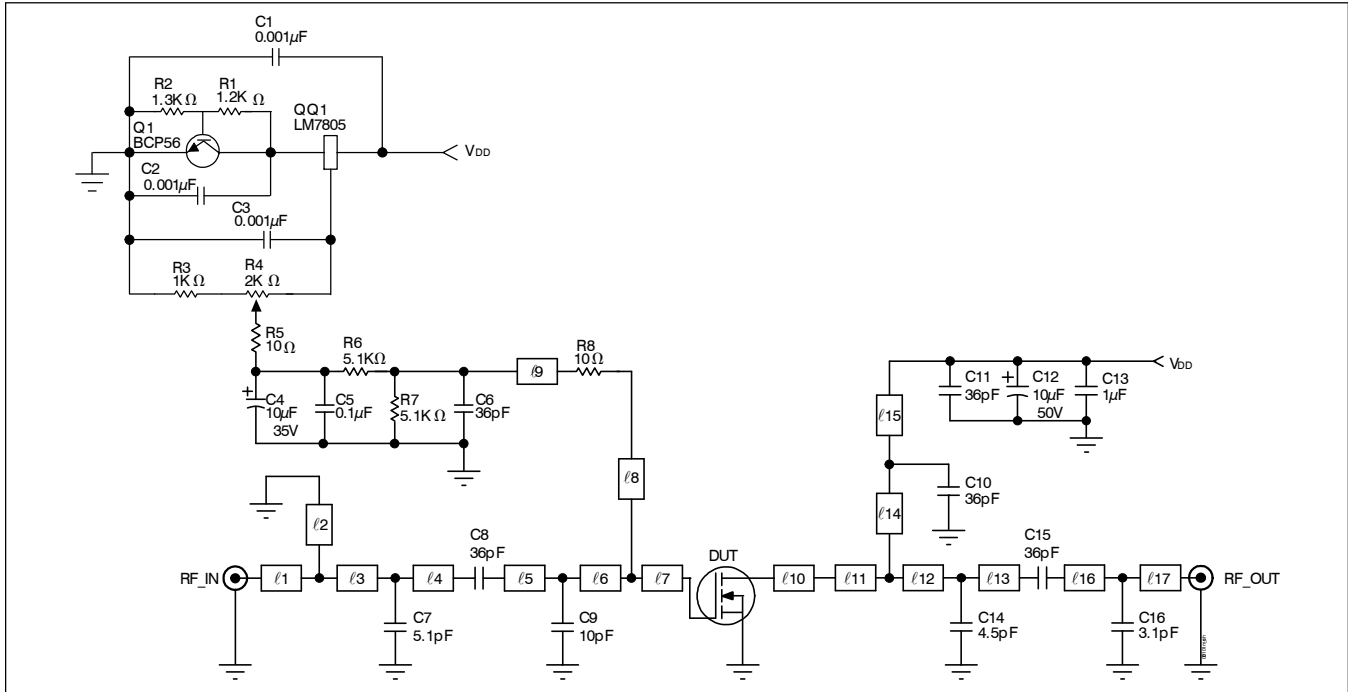 C1
0.001µF
R2
1.3K Ω
R1
1.2K Ω
QQ1
LM7805
Q1
BCP56
VDD
C2
0.001µF
C3
0.001µF
R3
1K Ω
R4
2K Ω
R5
10Ω
R6
5.1KΩ
ℓ9
R8
10Ω
C4
10µF
35V
C5
0.1µF
R7
5.1K Ω
C6
36pF
VDD
C11
36pF
C12
10µF
50V
C13
1µF
ℓ15
ℓ8
C10
36pF
ℓ14
ℓ2
C8
36pF
DUT
C15
36pF
RF_IN
ℓ1
ℓ3
ℓ4
ℓ5
ℓ6
ℓ7
ℓ10
ℓ11
ℓ12
ℓ13
ℓ16
ℓ17
RF_OUT
C7
5.1pF
C9
10pF
C14
4.5pF
C16
3.1pF